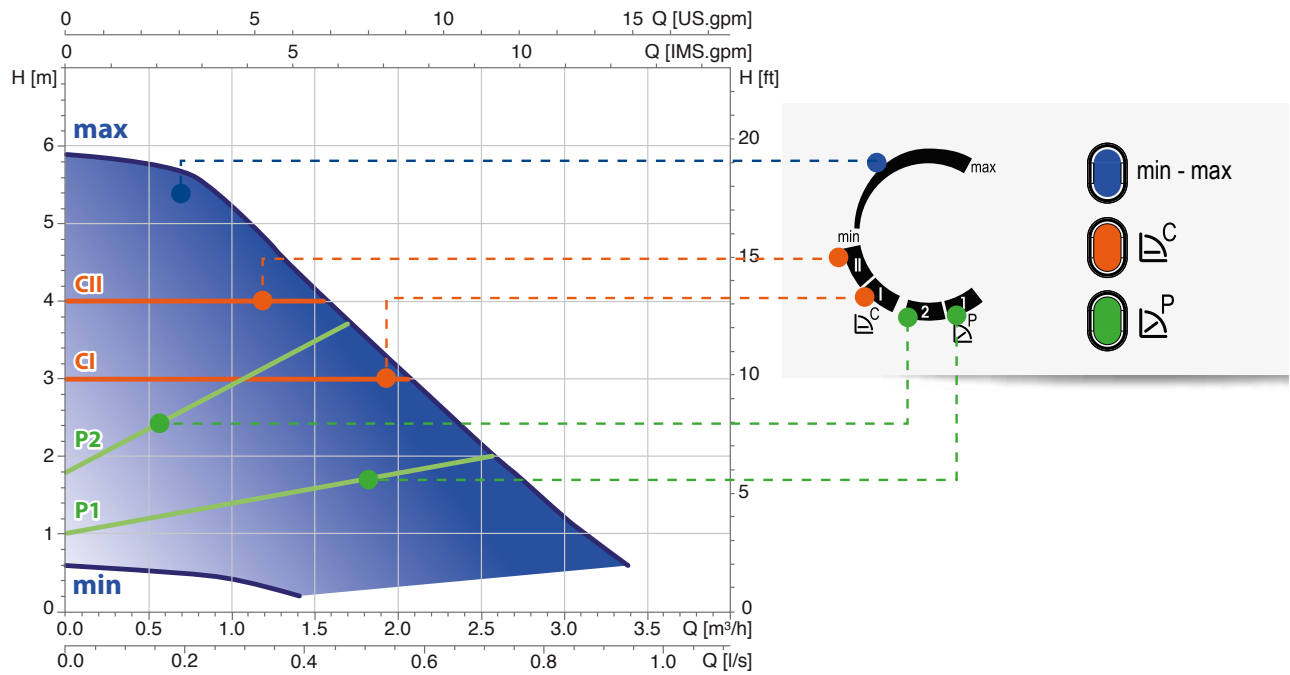 0 5 10 15 Q [US.gpm]
0 5 10 Q [IMS.gpm]
H [m] H [ft]
max
6 20
max
min - max
5
min
C
15
II
CII
4
I
C
2 1
C P
P
CI
3 10
P2
2
5
P1
1
min
0 0
0.0 0.5 1.0 1.5 2.0 2.5 3.0 3.5 Q [m³/h]
0.0 0.2 0.4 0.6 0.8 1.0 Q [l/s]